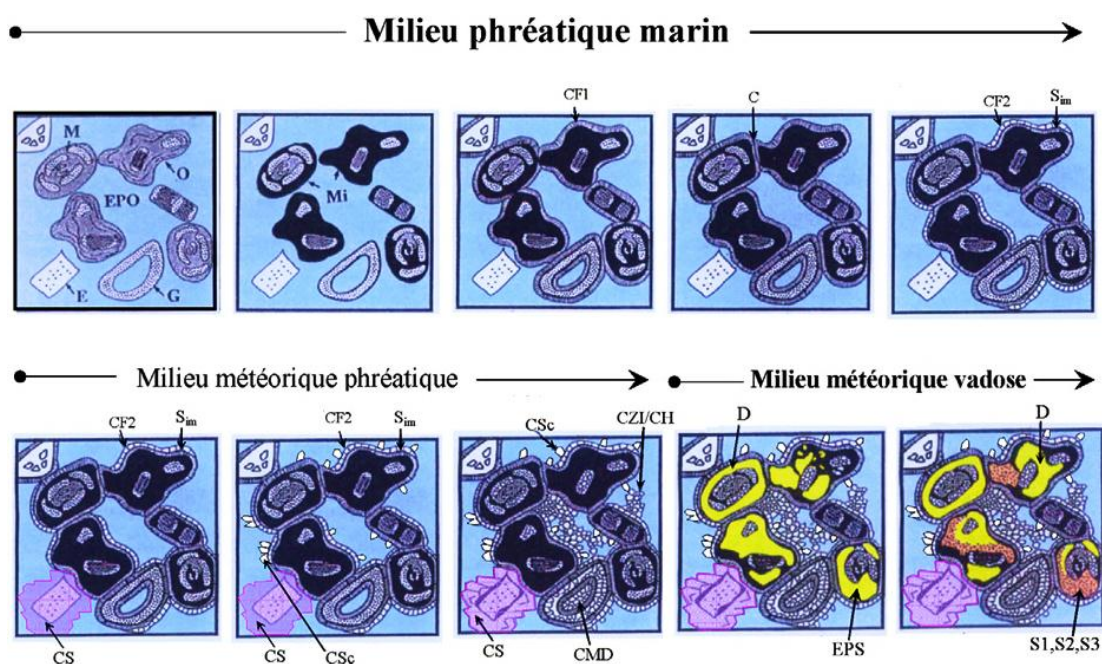 Milieu phréatique marin
CF1
C
CF2
Sim
M
O
EPO
Mi
E
G
Milieu météorique phréatique
Milieu météorique vadose
CF2
Sim
CF2
Sim
CSc
CZI/CH
D
D
CS
CS
CSc
CS
CMD
EPS
S1,S2,S3